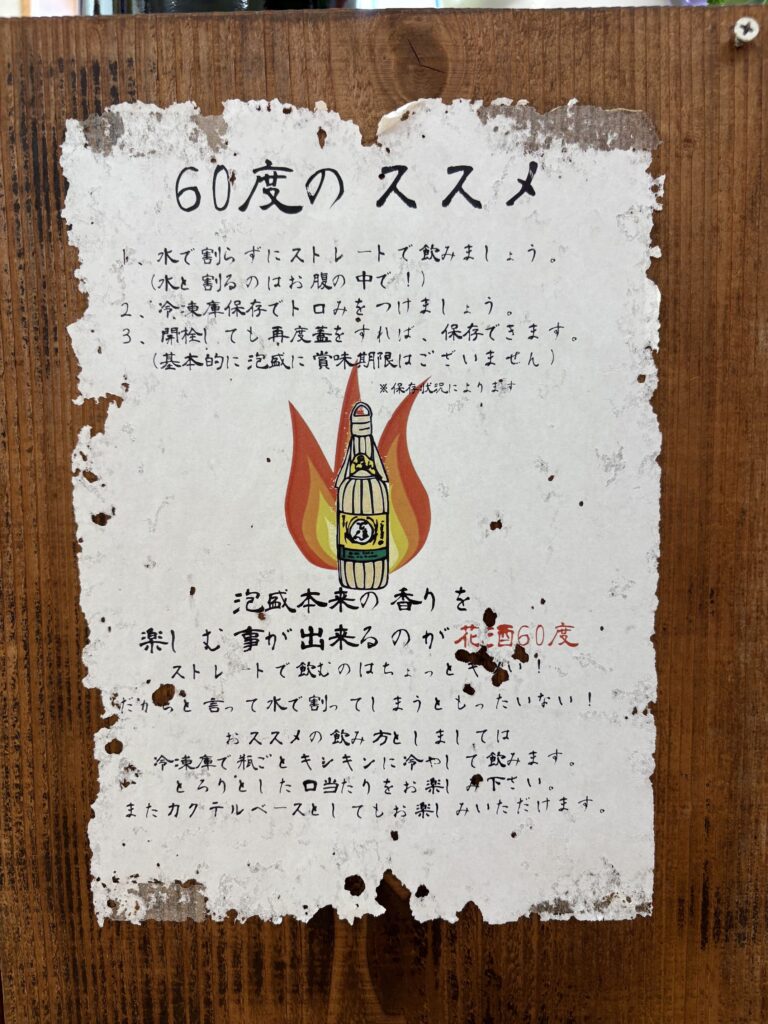 60度のススメ
1、水で割らずにストレートで飲みましょう。
(水と割るのはお腹の中で!)
2、冷凍庫保存でトロみをつけましょう。
3、開栓しても再度蓋をすれば、保存できます。
(基本的に泡盛に賞味期限はございません)
※保存状況によります
泡盛本来の香りを
楽しむ事が出来るのが花酒60度
ストレートで飲むのはちょっと
だからと言って水で割ってしまうともったいない!
おススメの飲み方としましては
冷凍庫で瓶ごとキンキンに冷やして飲みます。
とろりとした口当たりをお楽しみ下さい。
またカクテルベースとしてもお楽しみいただけます。